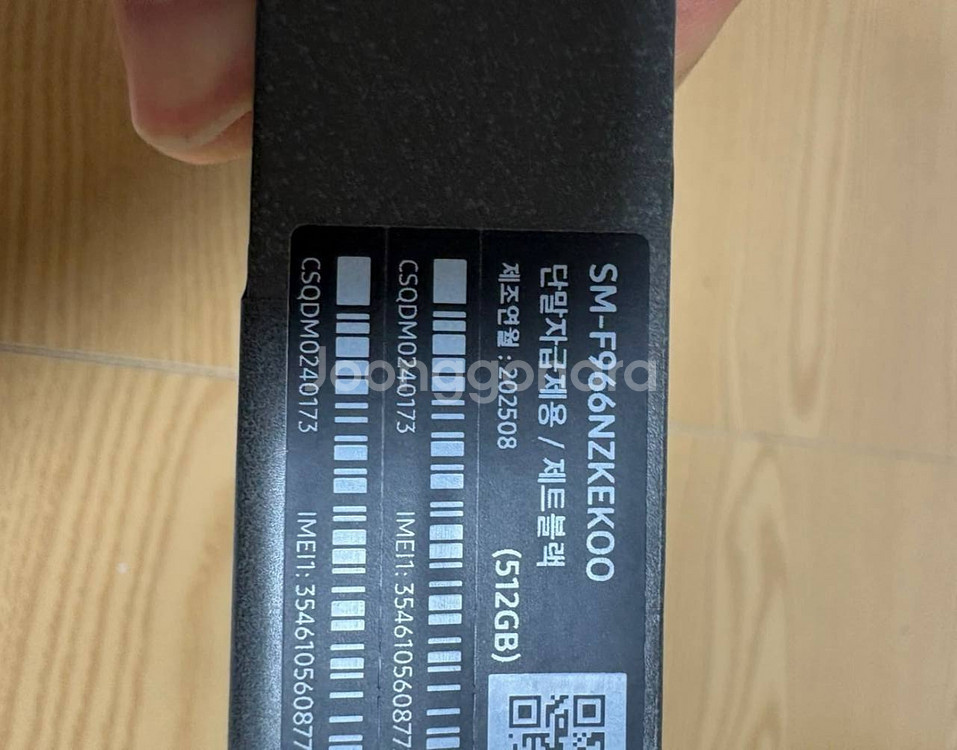 SM-F966NZKEKOO
단말자급제용 / 제트블랙
제조연월 : 202508
(512GB)
CSQDM0240173
IMEI1: 354610560877
CSQDM0240173
IMEI1: 354610560877
Joonggonara